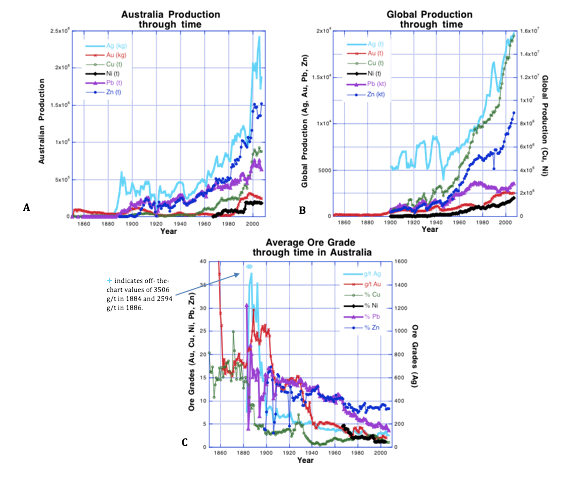 Australia Production
through time
2.5x10⁶
2x10⁶
1.5x10⁶
1x10⁶
5x10⁵
0
Australian Production
Ag (kg)
Au (kg)
Cu (t)
Ni (t)
Pb (t)
Zn (t)
1860 1880 1900 1920 1940 1960 1980 2000
Year
A
Global Production
through time
2x10⁴
1.5x10⁴
1x10⁴
5000
0
Global Production (Ag, Au, Pb, Zn)
Ag (t)
Au (t)
Cu (t)
Ni (t)
Pb (kt)
Zn (kt)
1.6x10⁷
1.4x10⁷
1.2x10⁷
1x10⁷
8x10⁶
6x10⁶
4x10⁶
2x10⁶
0
Global Production (Cu, Ni)
1860 1880 1900 1920 1940 1960 1980 2000
Year
B
Average Ore Grade
through time in Australia
+ indicates off- the-
chart values of 3506
g/t in 1884 and 2594
g/t in 1886.
40
35
30
25
20
15
10
5
0
Ore Grades (Au, Cu, Ni, Pb, Zn)
g/t Ag
g/t Au
% Cu
% Ni
% Pb
% Zn
1600
1400
1200
1000
800
600
400
200
0
Ore Grades (Ag)
1860 1880 1900 1920 1940 1960 1980 2000
Year
C